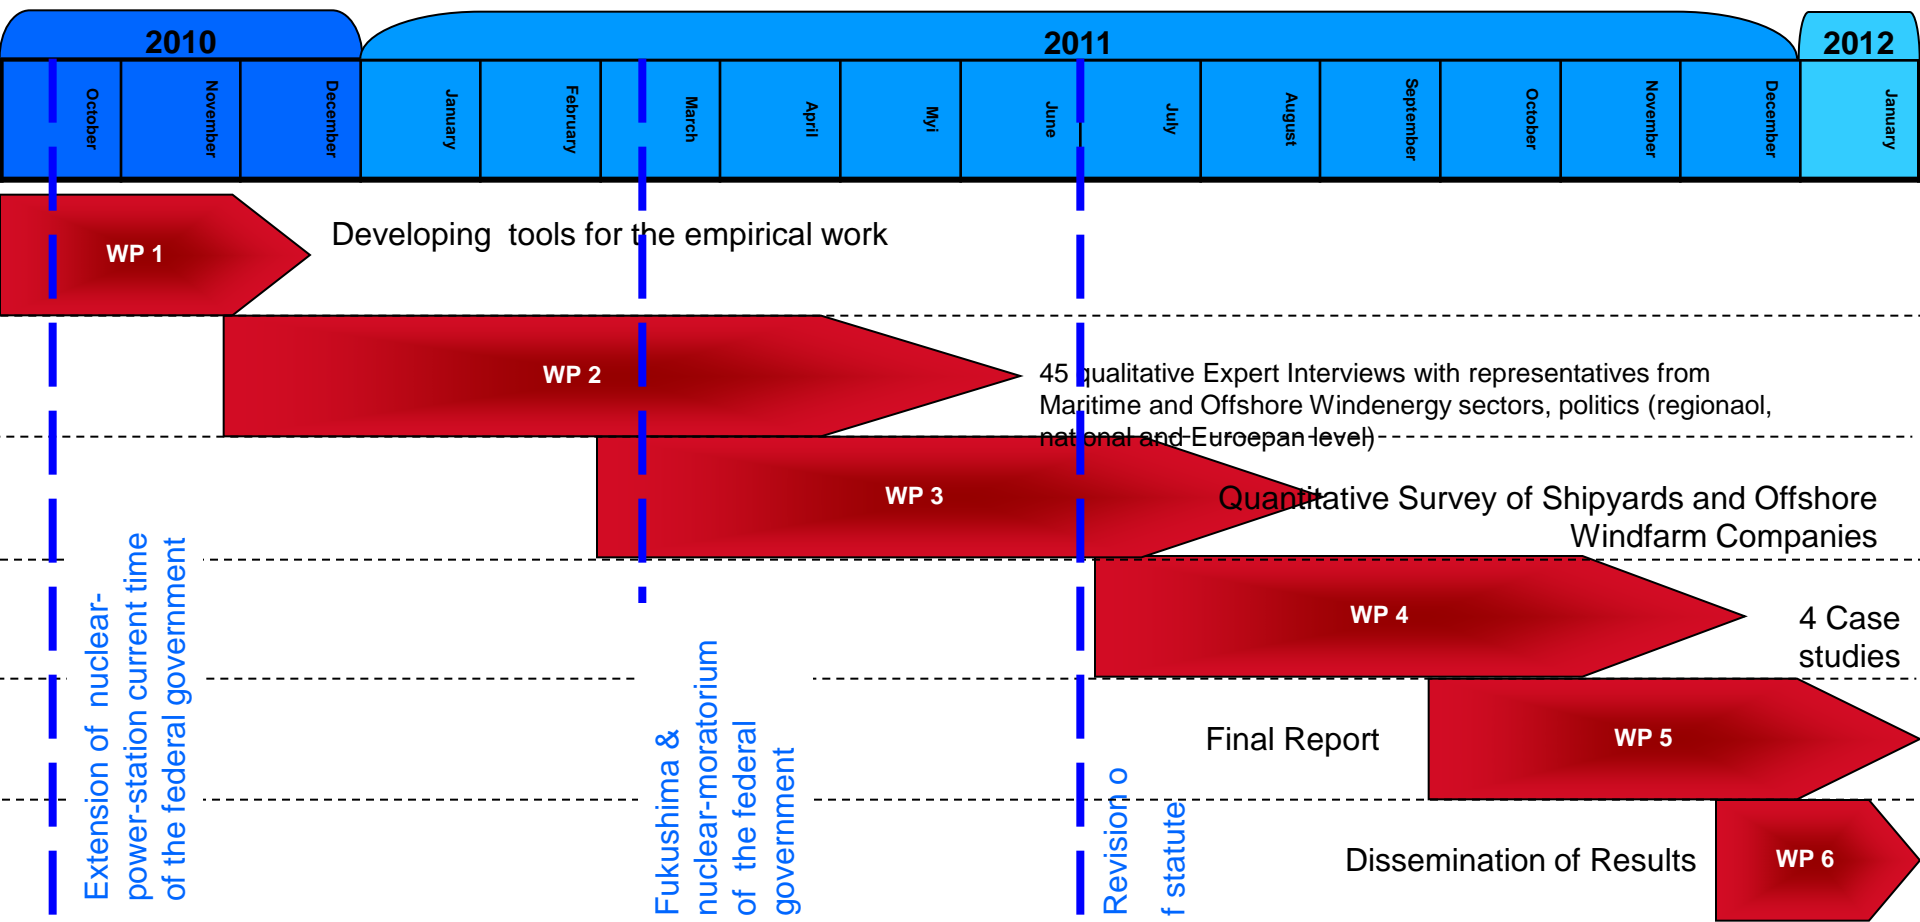 2010
2011
2012
October
November
December
January
February
March
April
Myi
June
July
August
September
October
November
December
January
WP 1
Developing tools for the empirical work
WP 2
45 qualitative Expert Interviews with representatives from
Maritime and Offshore Windenergy sectors, politics (regionaol,
national and Euroepan level)
WP 3
Quantitative Survey of Shipyards and Offshore
Windfarm Companies
WP 4
4 Case
studies
Final Report
WP 5
Dissemination of Results
WP 6
Extension of nuclear-
power-station current time
of the federal government
Fukushima &
nuclear-moratorium
of the federal
government
Revision o
f statute